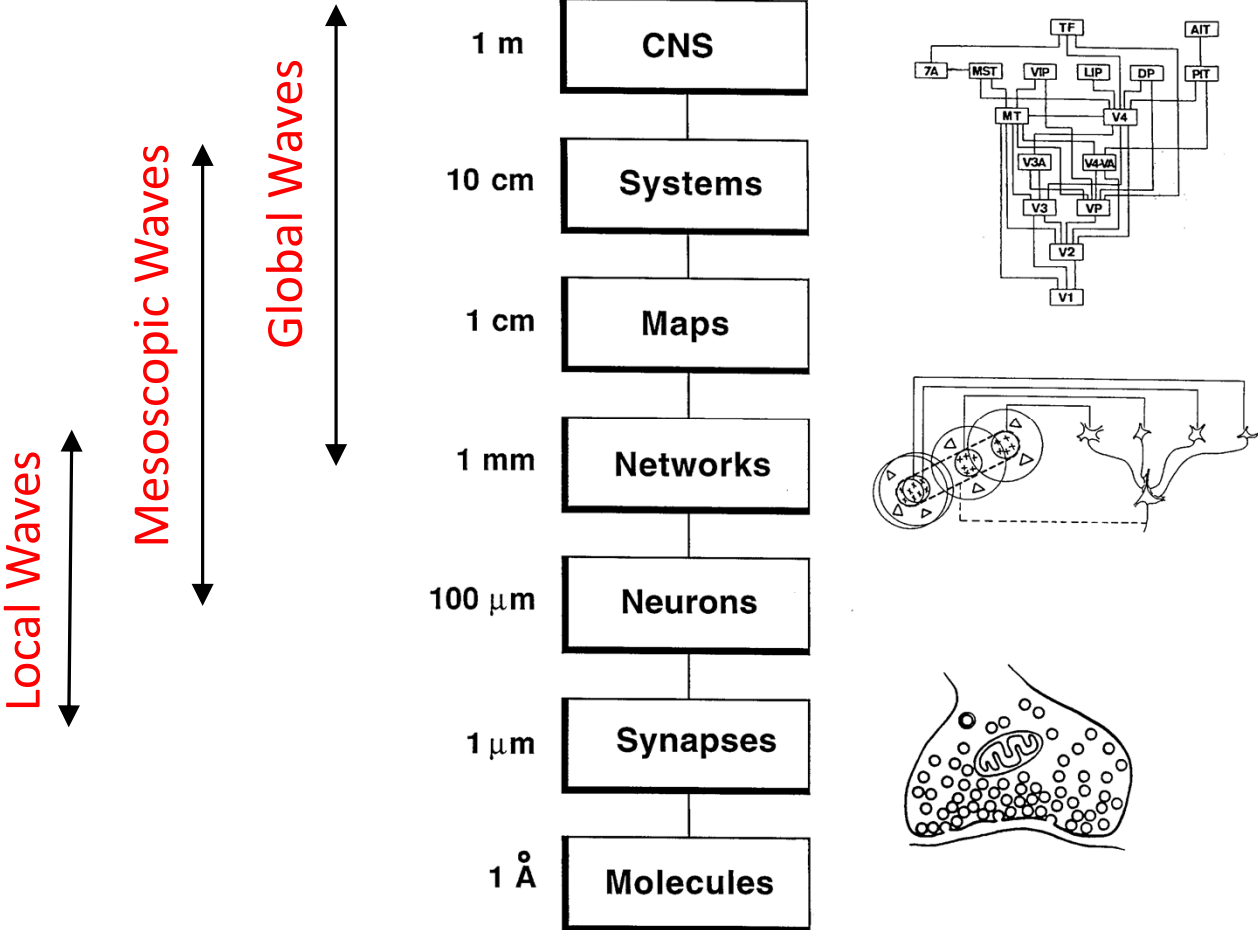 Local Waves
Mesoscopic Waves
Global Waves
1 m
CNS
10 cm
Systems
1 cm
Maps
1 mm
Networks
100 μm
Neurons
1 μm
Synapses
1 Å
Molecules
TF
AIT
7A
MST
VIP
LIP
DP
PIT
MT
V4
V3A
V4-VA
V3
VP
V2
V1